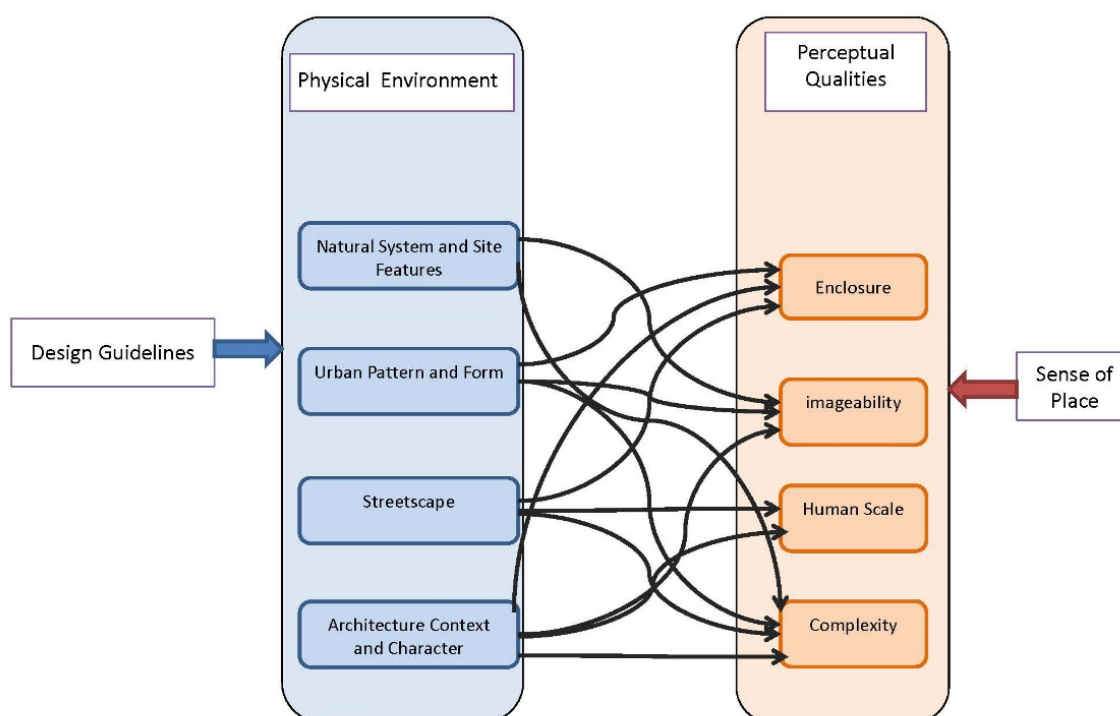 Physical Environment
Perceptual
Qualities
Natural System and Site
Features
Enclosure
Design Guidelines
Urban Pattern and Form
imageability
Sense of
Place
Streetscape
Human Scale
Architecture Context
and Character
Complexity